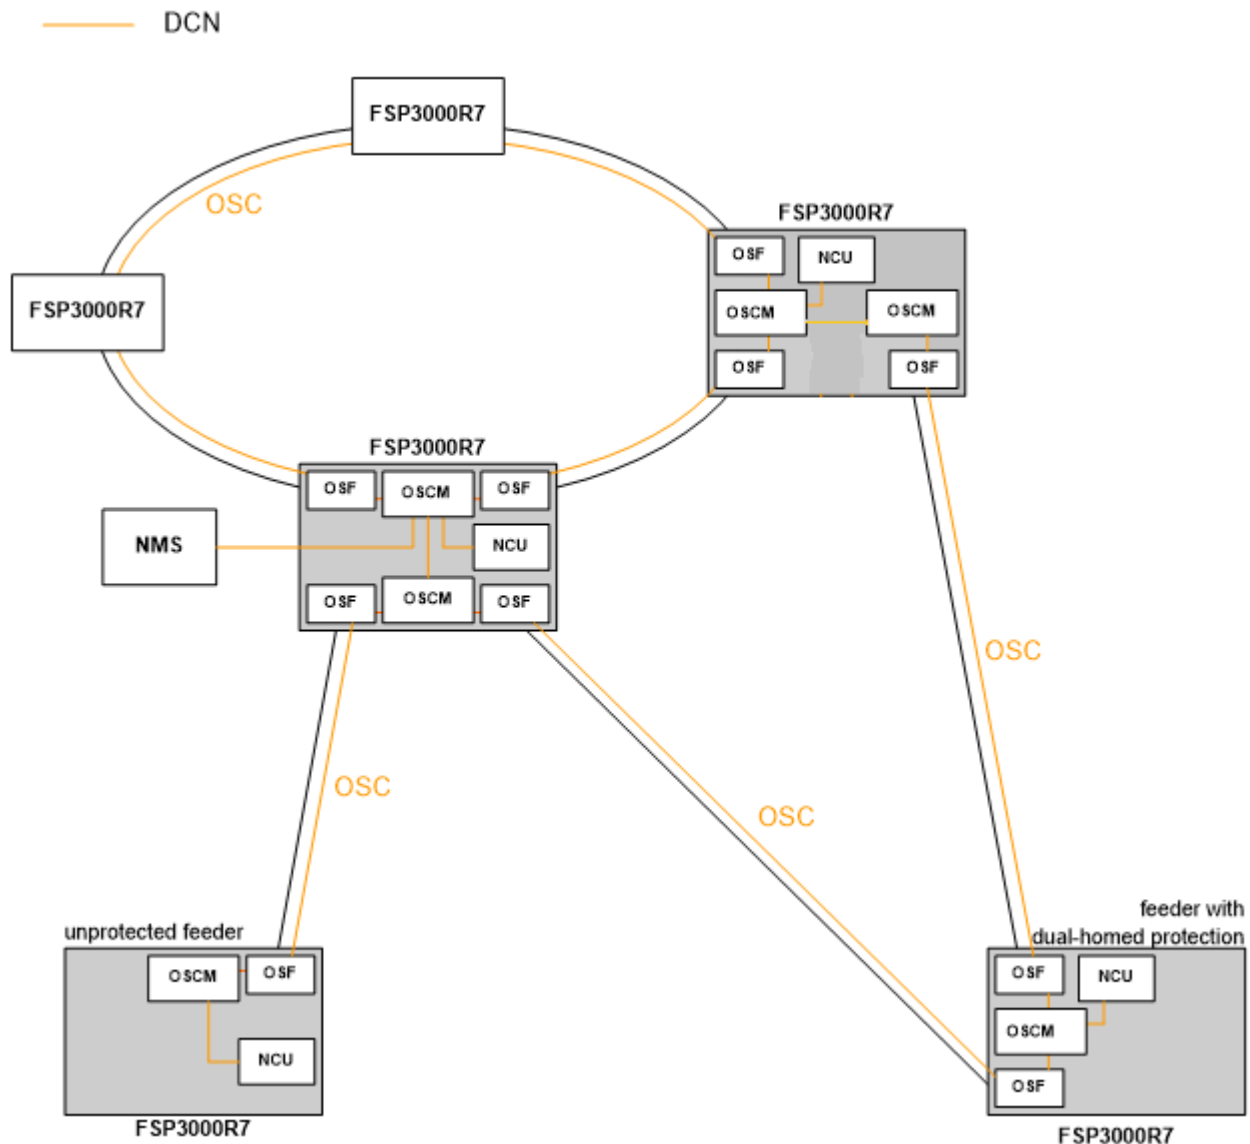 DCN
FSP3000R7
OSC
FSP3000R7
OSF
NCU
FSP3000R7
OSCM
OSCM
OSF
OSF
FSP3000R7
OSF
OSCM
OSF
NMS
NCU
OSF
OSCM
OSF
OSC
OSC
OSC
unprotected feeder
OSCM
OSF
NCU
FSP3000R7
feeder with
dual-homed protection
OSF
NCU
OSCM
OSF
FSP3000R7